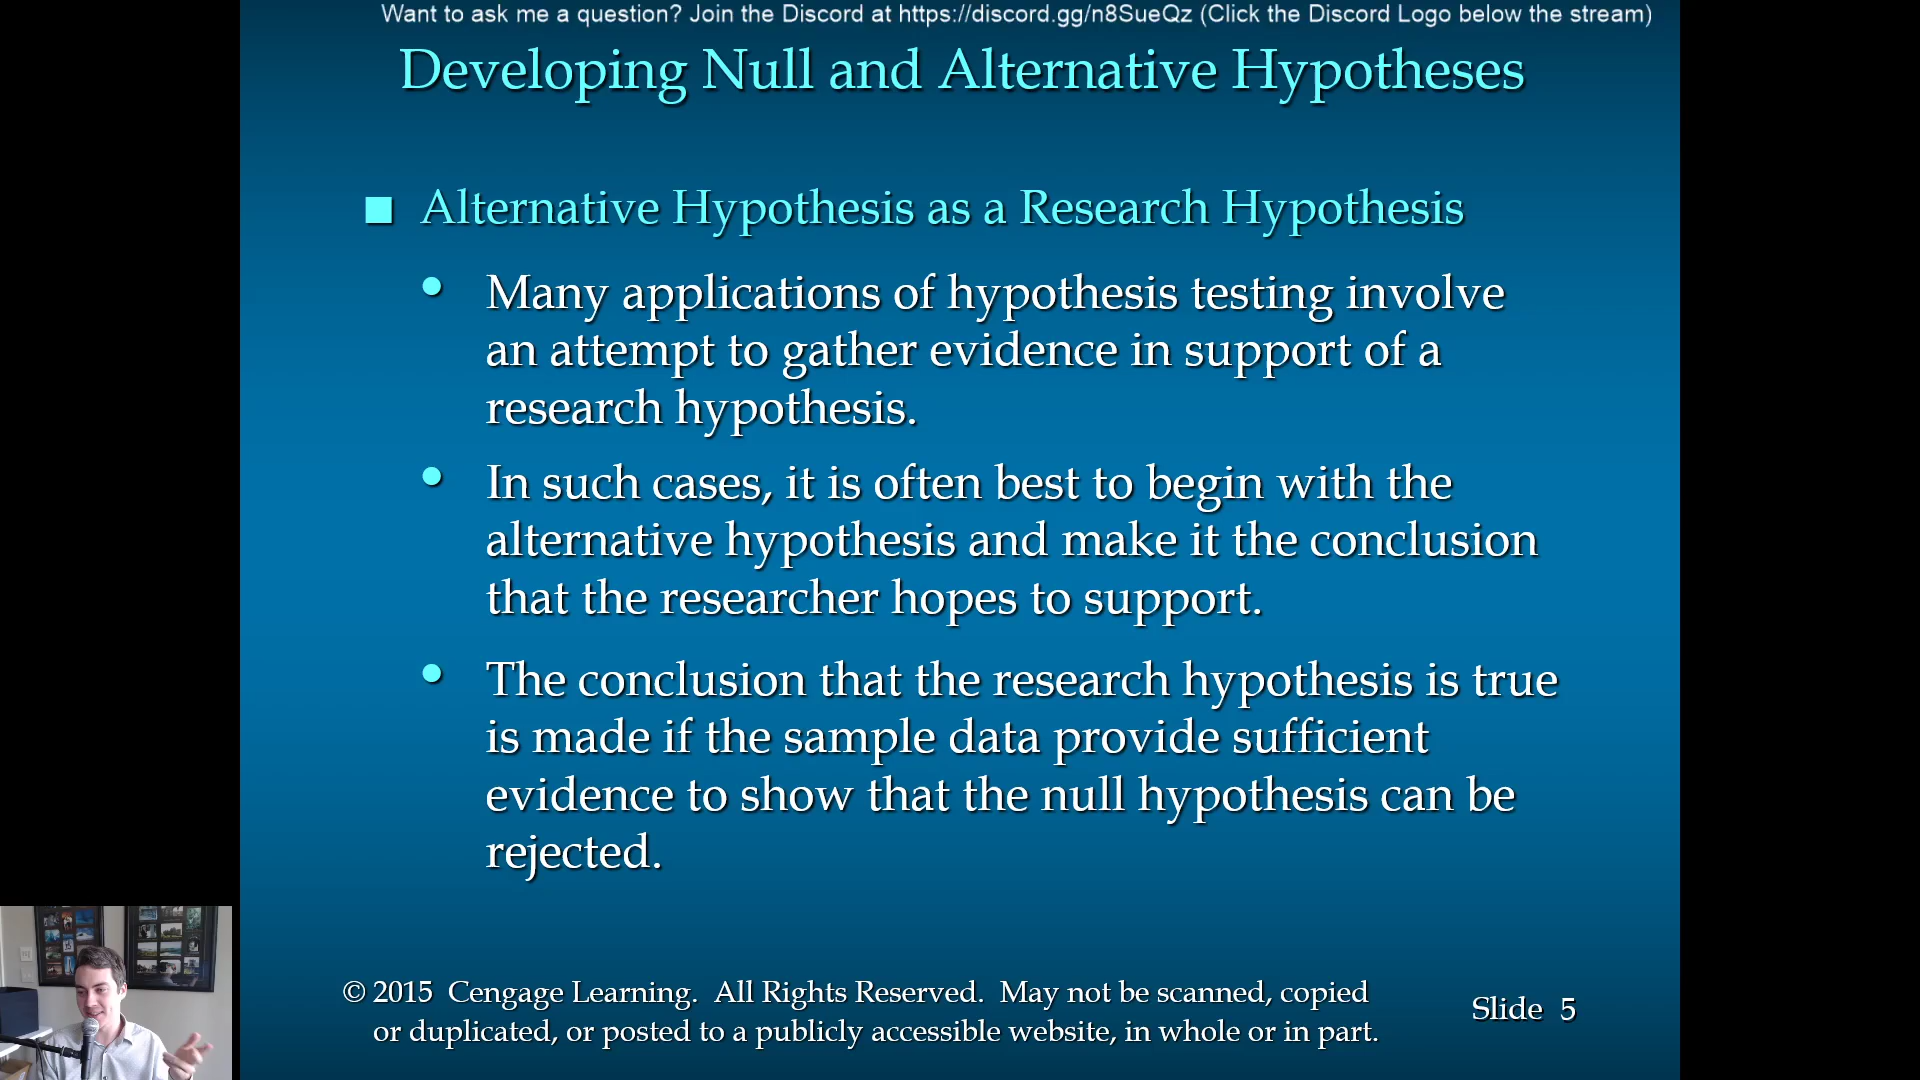 Want to ask me a question? Join the Discord at https://discord.gg/n8SueQz (Click the Discord Logo below the stream)
Developing Null and Alternative Hypotheses
Alternative Hypothesis as a Research Hypothesis
Many applications of hypothesis testing involve
an attempt to gather evidence in support of a
research hypothesis.
In such cases, it is often best to begin with the
alternative hypothesis and make it the conclusion
that the researcher hopes to support.
The conclusion that the research hypothesis is true
is made if the sample data provide sufficient
evidence to show that the null hypothesis can be
rejected.
© 2015 Cengage Learning. All Rights Reserved. May not be scanned, copied
or duplicated, or posted to a publicly accessible website, in whole or in part.
Slide 5